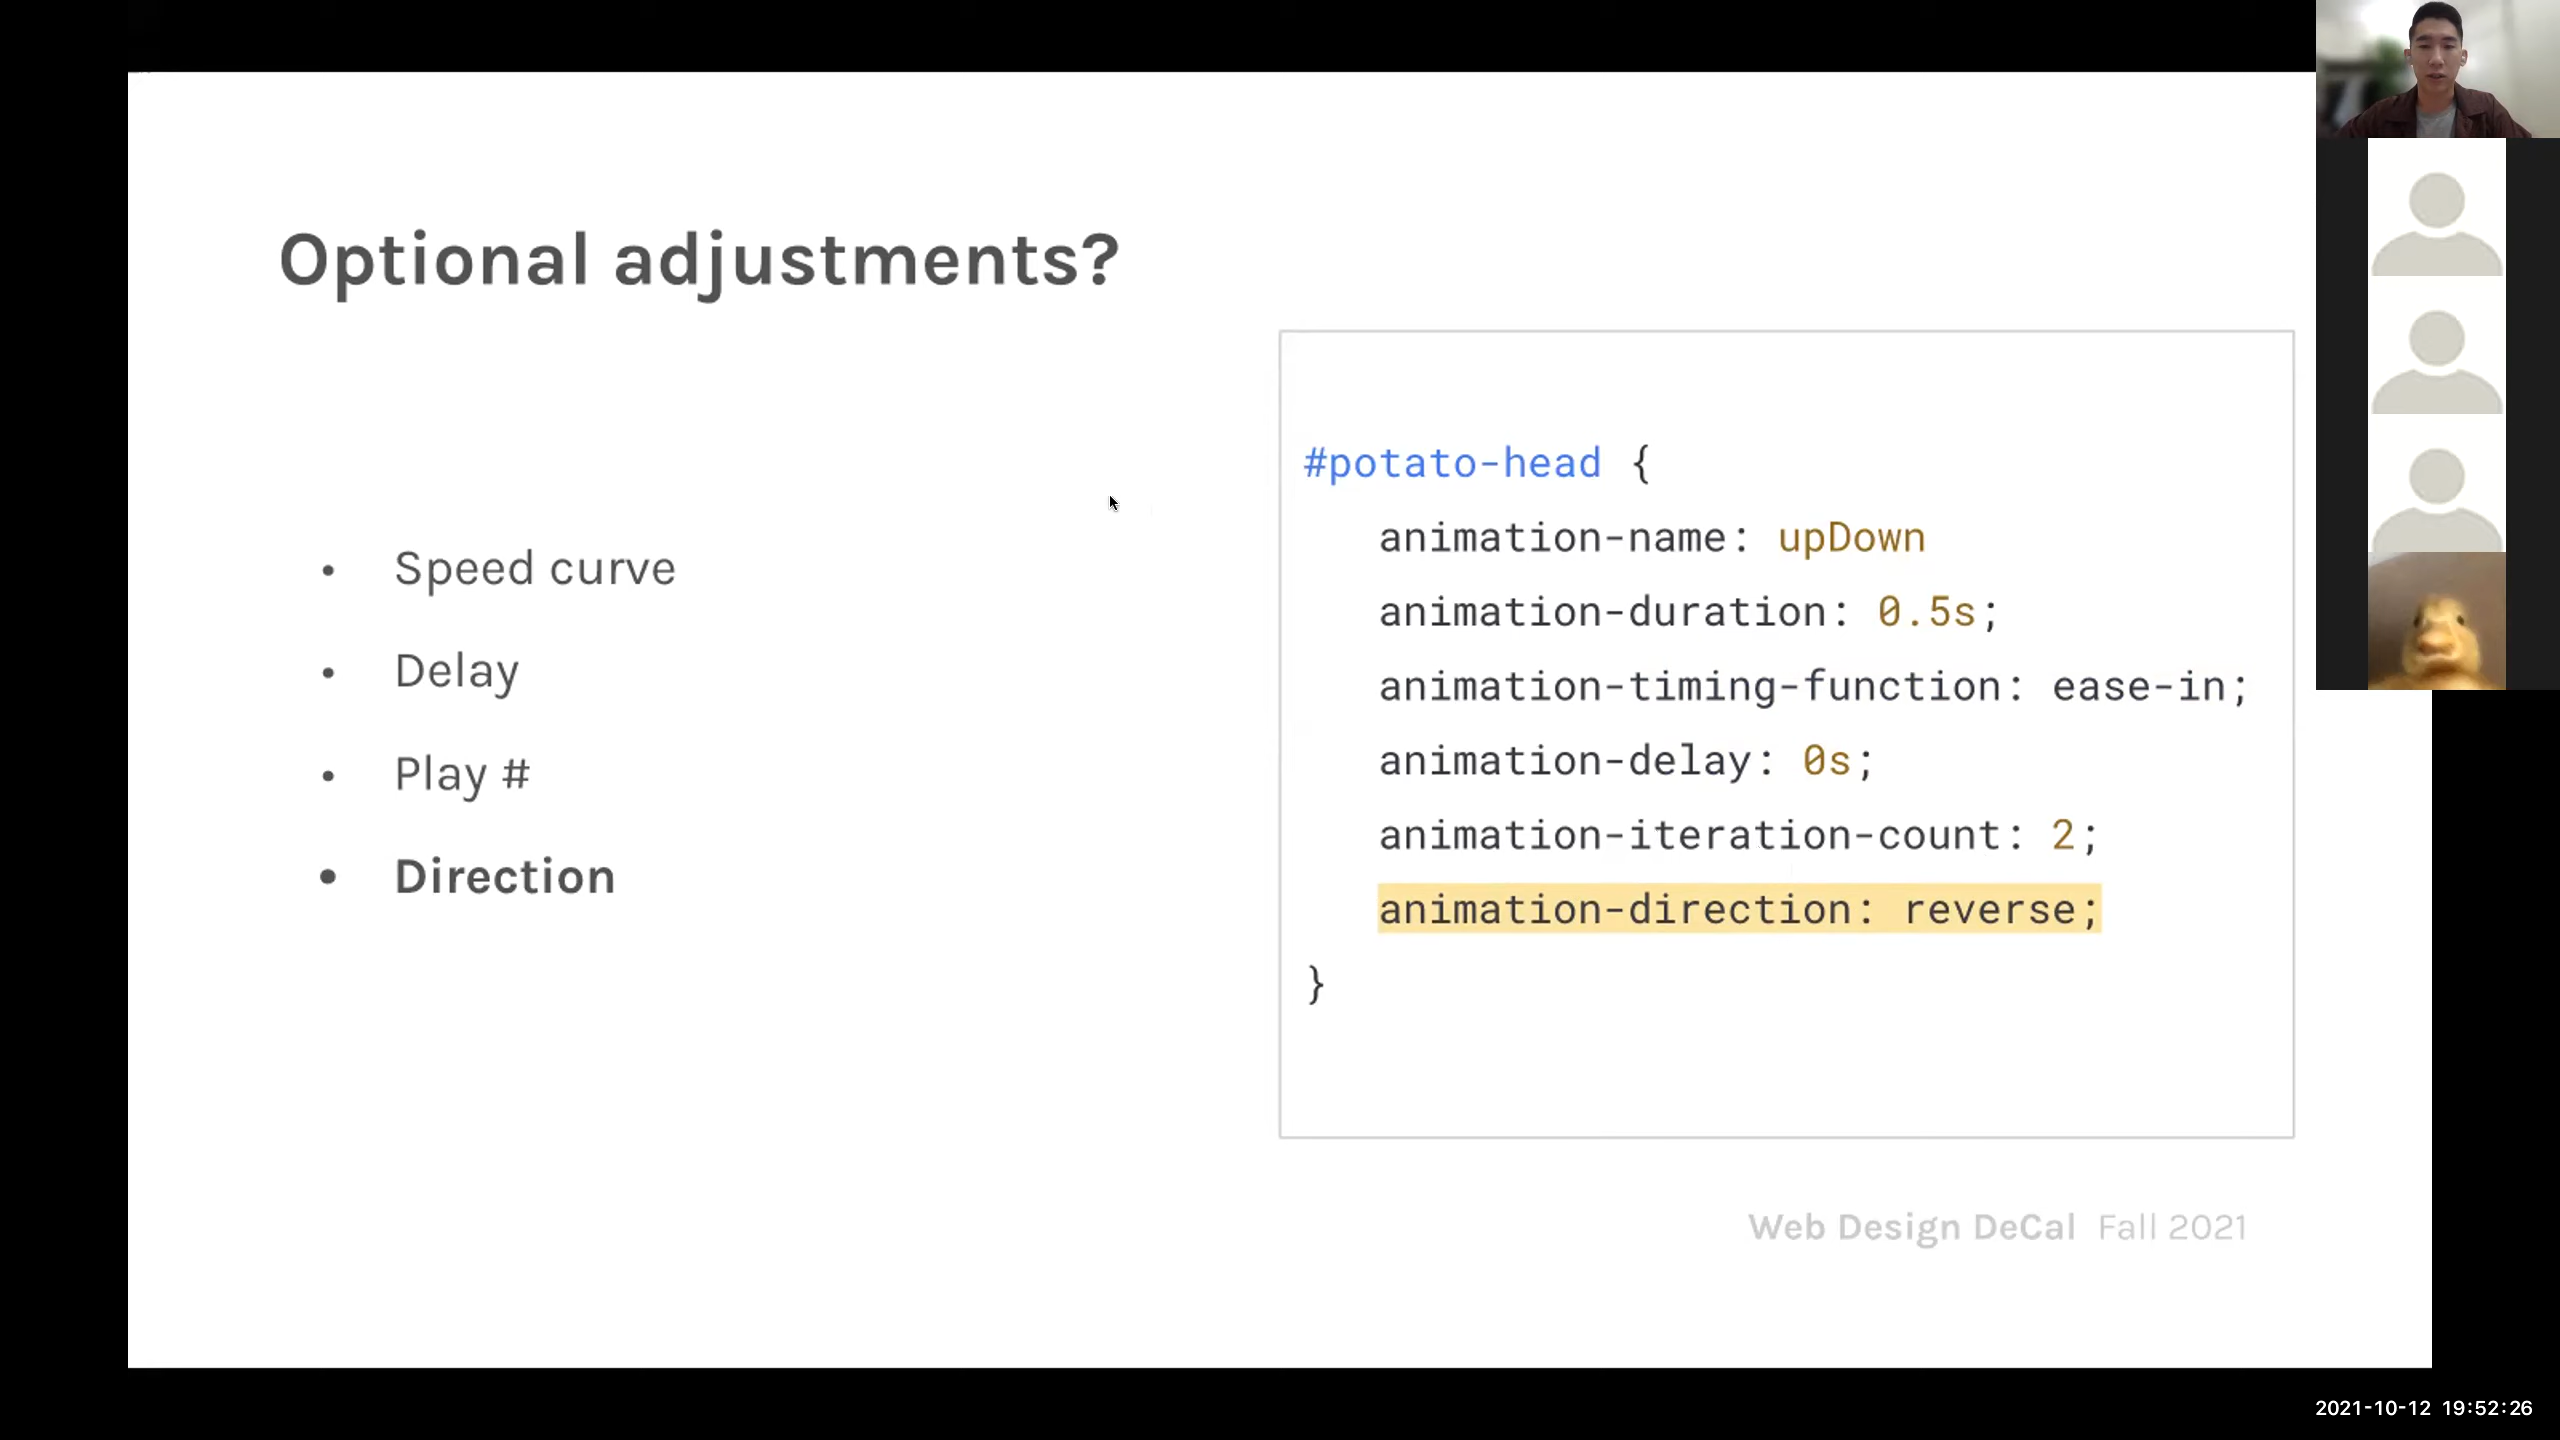 Optional adjustments?
• Speed curve
• Delay
• Play #
• Direction
#potato-head {
animation-name: upDown
animation-duration: 0.5s;
animation-timing-function: ease-in;
animation-delay: 0s;
animation-iteration-count: 2;
animation-direction: reverse;
}
Web Design DeCal Fall 2021
2021-10-12 19:52:26